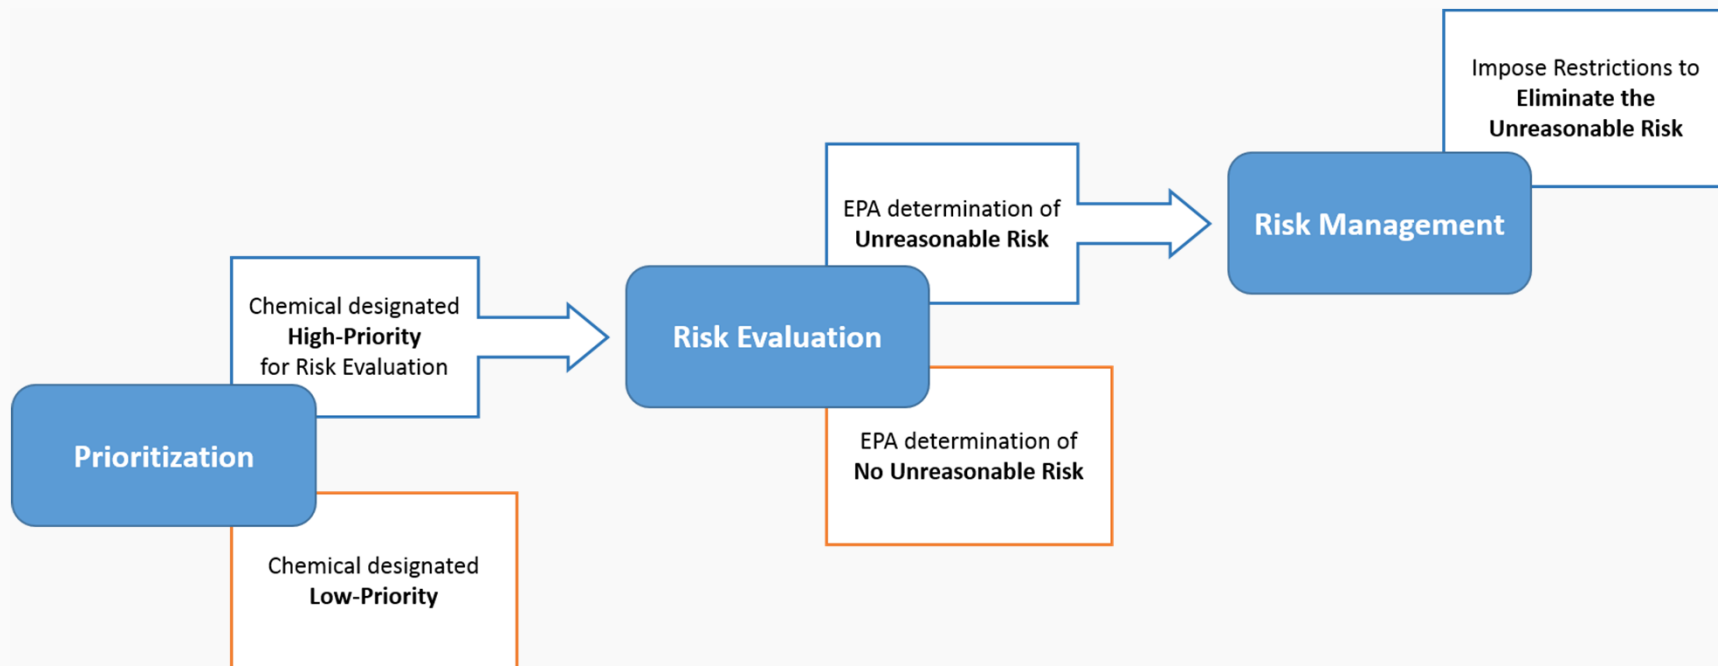 Impose Restrictions to
Eliminate the
Unreasonable Risk
Risk Management
EPA determination of
Unreasonable Risk
Risk Evaluation
EPA determination of
No Unreasonable Risk
Chemical designated
High-Priority
for Risk Evaluation
Prioritization
Chemical designated
Low-Priority